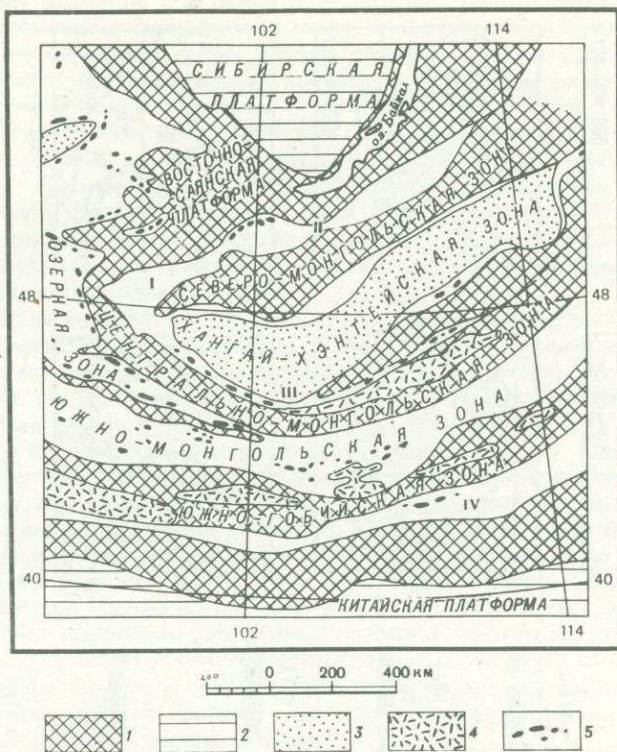 102
114
СИБИРСКАЯ
ПЛАТФОРМА
оз. Байкал
ВОСТОЧНО-
САЯНСКАЯ
ПЛАТФОРМА
II
I
СЕВЕРО-МОНГОЛЬСКАЯ ЗОНА
48
48
ОЗЕРНАЯ
ЗОНА
ХАНГАЙ-ХЭНТЕЙСКАЯ ЗОНА
III
ЦЕНТРАЛЬНО-МОНГОЛЬСКАЯ ЗОНА
ЮЖНО-МОНГОЛЬСКАЯ ЗОНА
ЮЖНО-ГОБИЙСКАЯ ЗОНА
IV
40
40
КИТАЙСКАЯ ПЛАТФОРМА
102
114
200 0 200 400 км
1 2 3 4 5